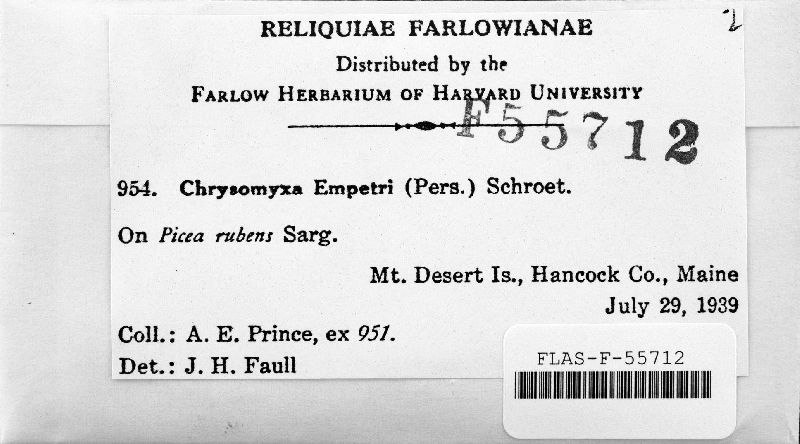 2
RELIQUIAE FARLOWIANAE
Distributed by the
FARLOW HERBARIUM OF HARVARD UNIVERSITY
F55712
954. Chrysomyxa Empetri (Pers.) Schroet.
On Picea rubens Sarg.
Mt. Desert Is., Hancock Co., Maine
July 29, 1939
Coll.: A. E. Prince, ex 951.
Det.: J. H. Faull
FLAS-F-55712